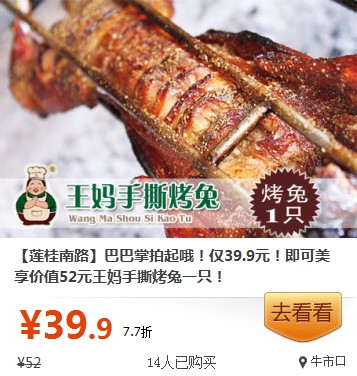 王妈手撕烤兔
Wang Ma Shou Si Kao Tu
烤兔
1只
【莲桂南路】巴巴掌拍起哦！仅39.9元！即可美
享价值52元王妈手撕烤兔一只！
¥39.9 7.7折
去看看
¥52 14人已购买 牛市口